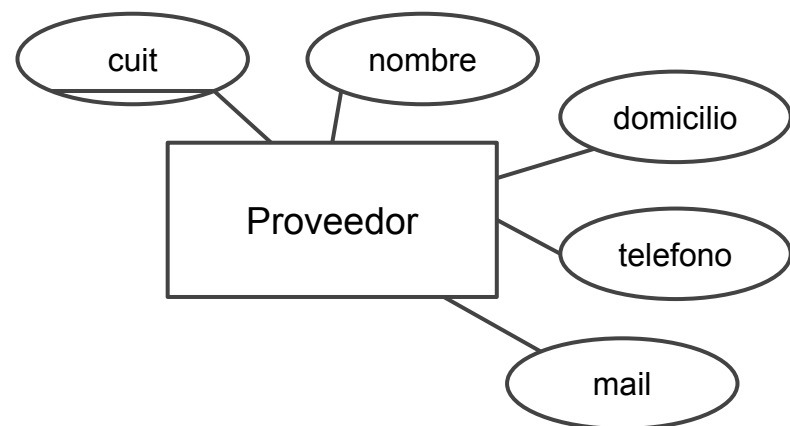 cuit
nombre
domicilio
Proveedor
telefono
mail